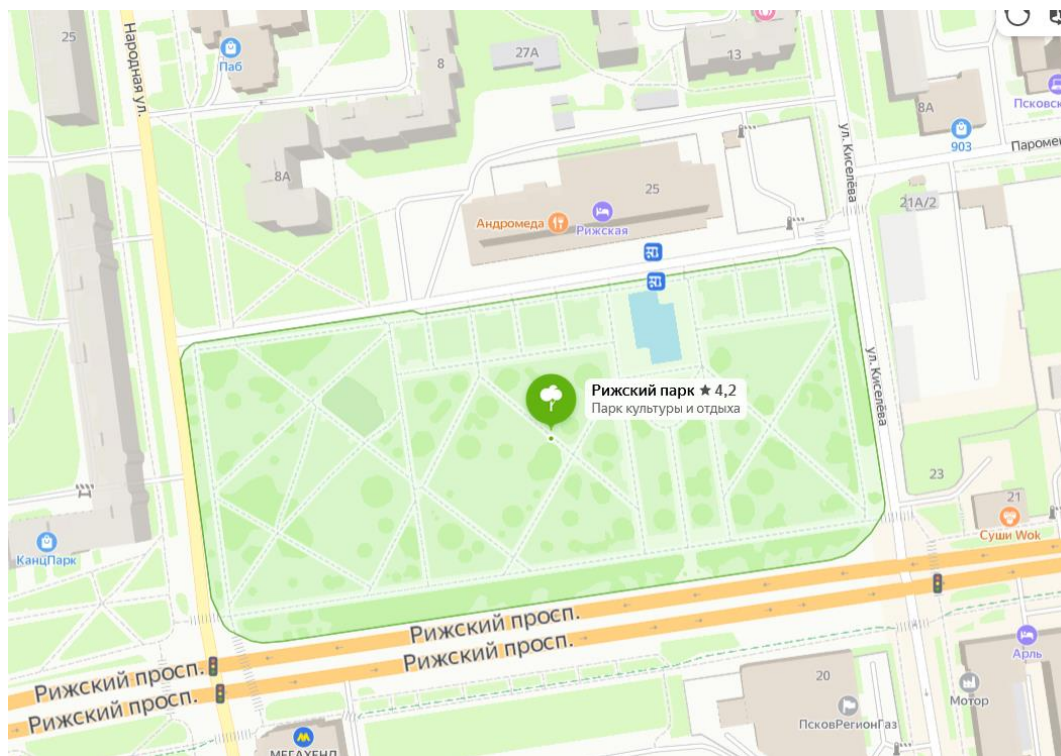 25
Народная ул.
Паб
27А
8
13
8А
Псковск
903
Пароме
ул. Киселёва
8А
25
Андромеда
Рижская
21А/2
Рижский парк ★ 4,2
Парк культуры и отдыха
ул. Киселёва
23
21
Суши Wok
КанцПарк
Рижский просп.
Рижский просп.
Рижский просп.
Рижский просп.
Арль
20
Мотор
ПсковРегионГаз
МЕГАХЕНД